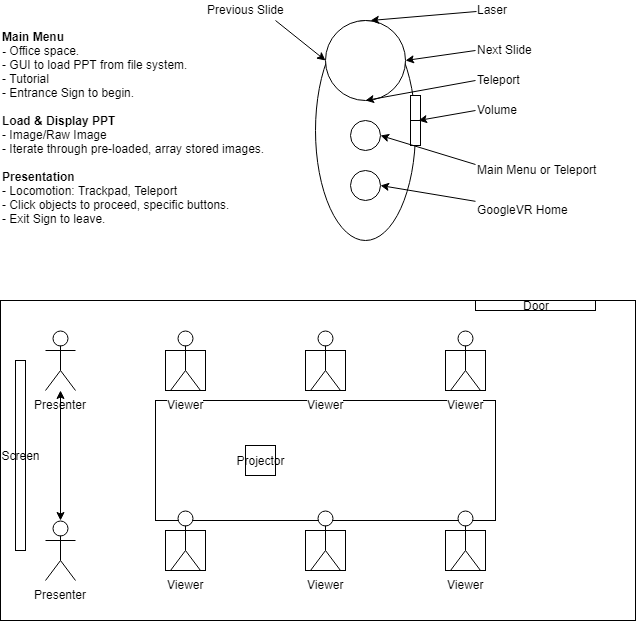 Previous Slide
Laser
Main Menu
- Office space.
- GUI to load PPT from file system.
- Tutorial
- Entrance Sign to begin.
Next Slide
Teleport
Volume
Load & Display PPT
- Image/Raw Image
- Iterate through pre-loaded, array stored images.
Main Menu or Teleport
Presentation
- Locomotion: Trackpad, Teleport
- Click objects to proceed, specific buttons.
- Exit Sign to leave.
GoogleVR Home
Door
Presenter
Viewer
Viewer
Viewer
Screen
Projector
Presenter
Viewer
Viewer
Viewer